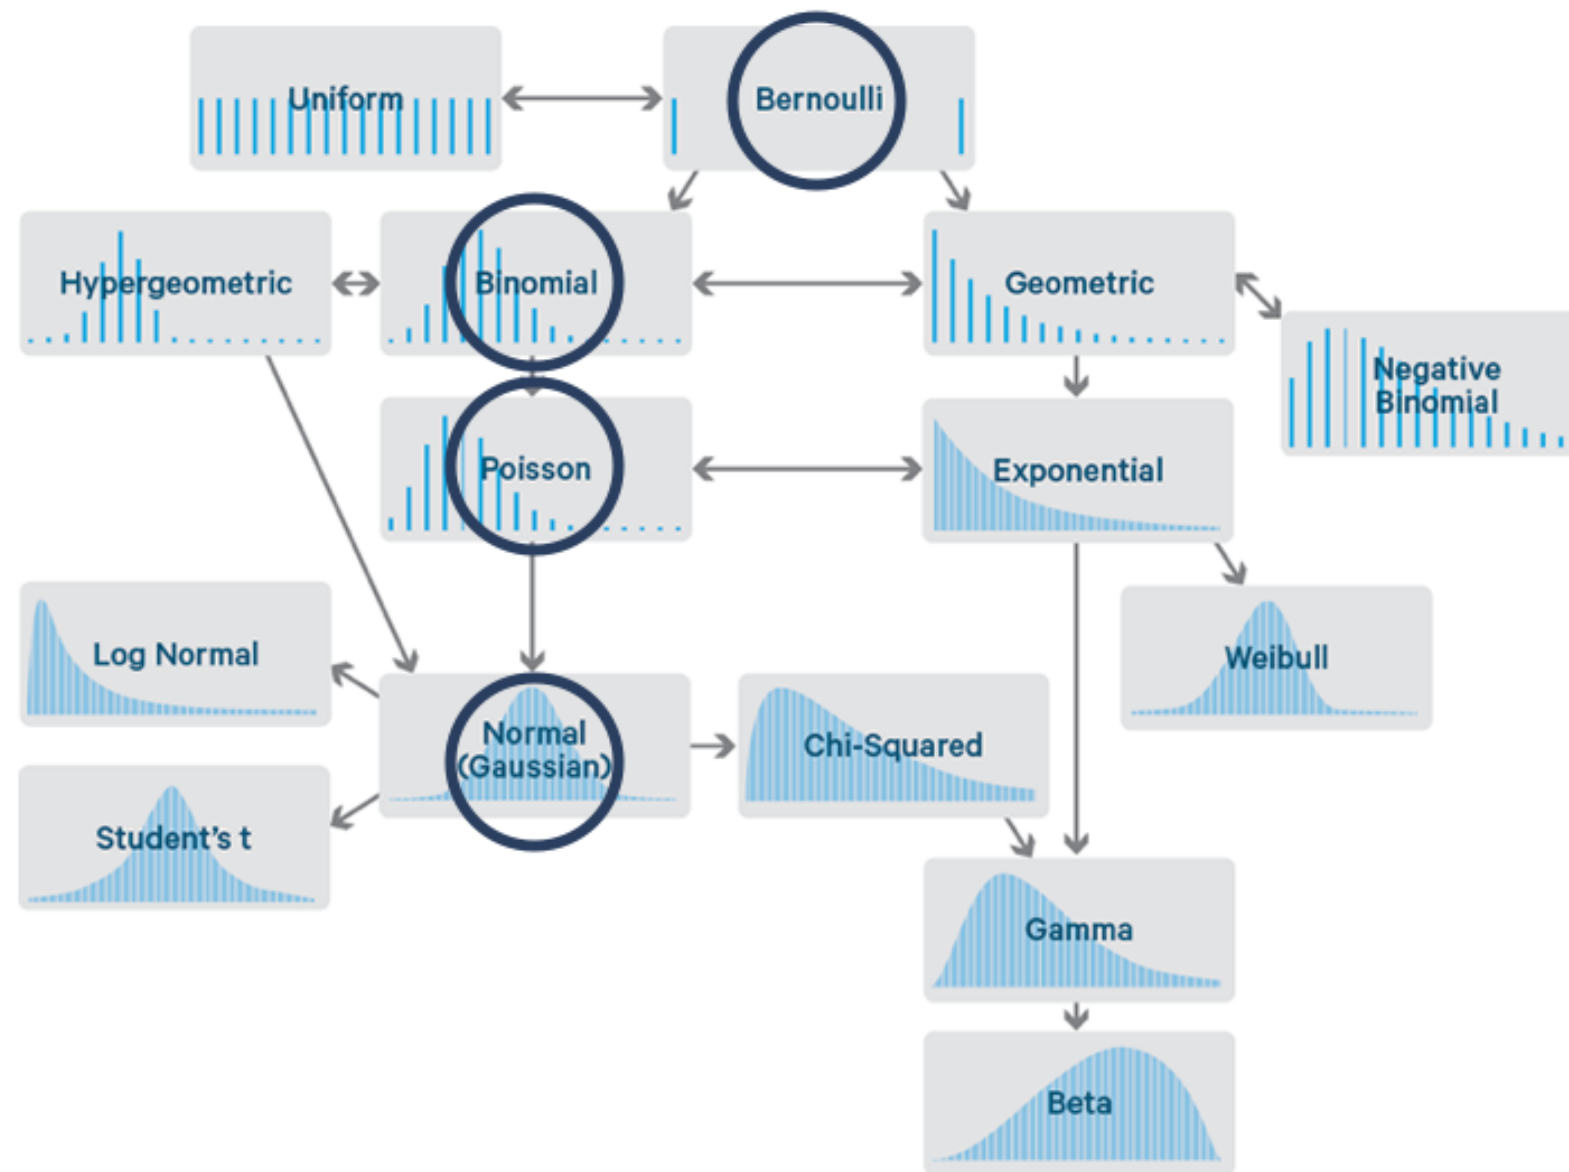 Uniform
Bernoulli
Hypergeometric
Binomial
Geometric
Negative
Binomial
Poisson
Exponential
Log Normal
Weibull
Normal
(Gaussian)
Chi-Squared
Student’s t
Gamma
Beta